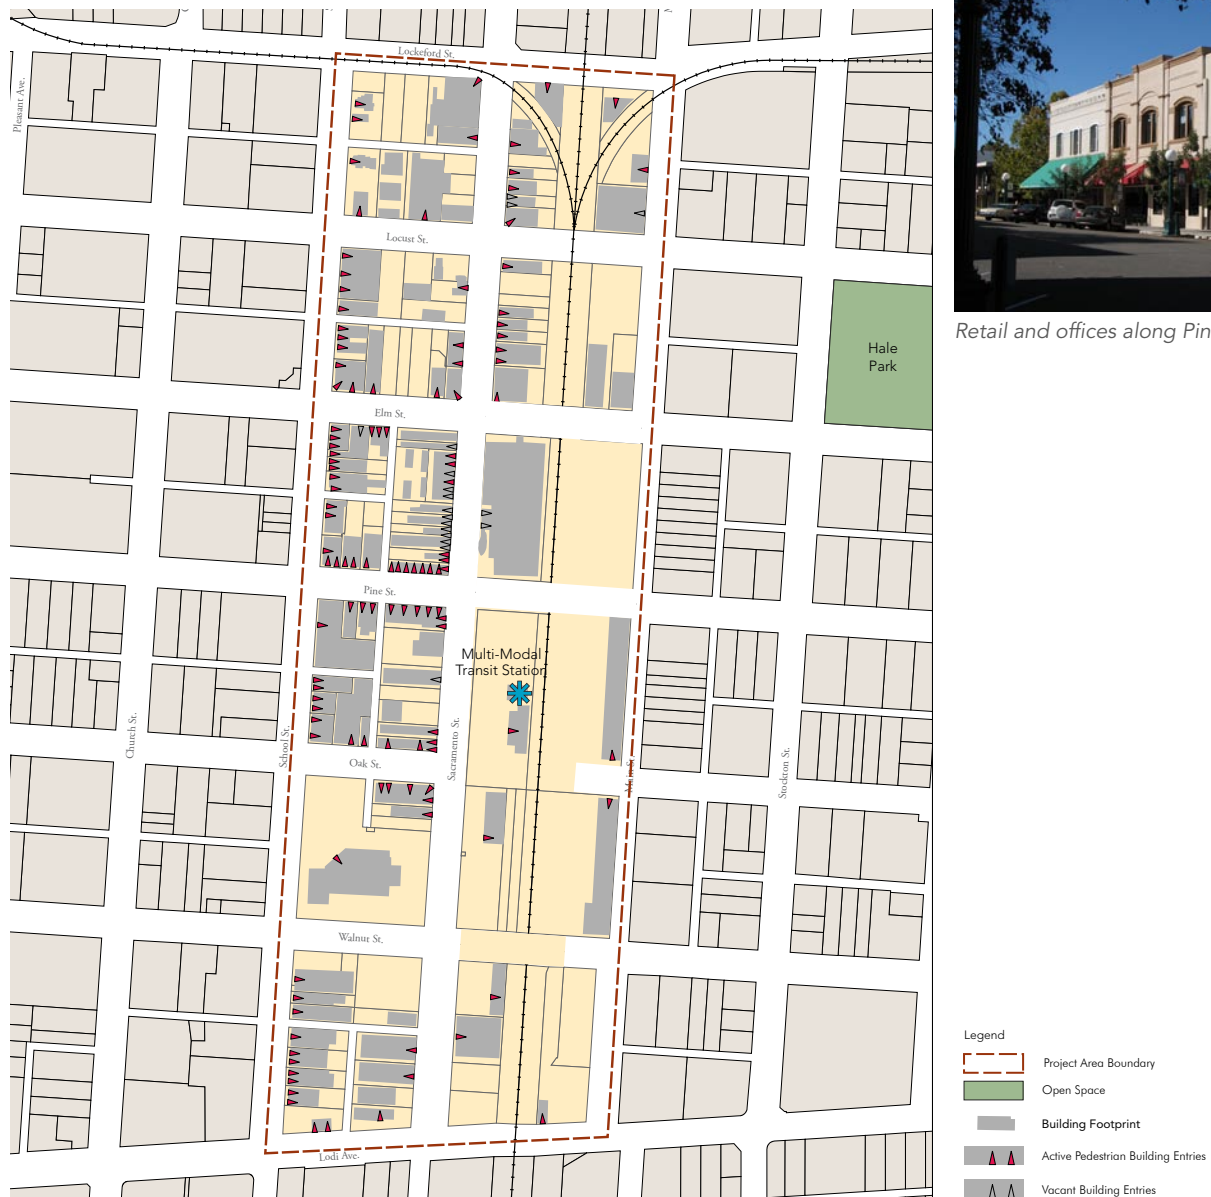 Lockeford St.
Pleasant Ave.
Locust St.
Retail and offices along Pin
Hale
Park
Elm St.
Pine St.
Multi-Modal
Transit Station
Church St.
School St.
Sacramento St.
Oak St.
Main St.
Stockton St.
Walnut St.
Lodi Ave.
Legend
Project Area Boundary
Open Space
Building Footprint
Active Pedestrian Building Entries
Vacant Building Entries